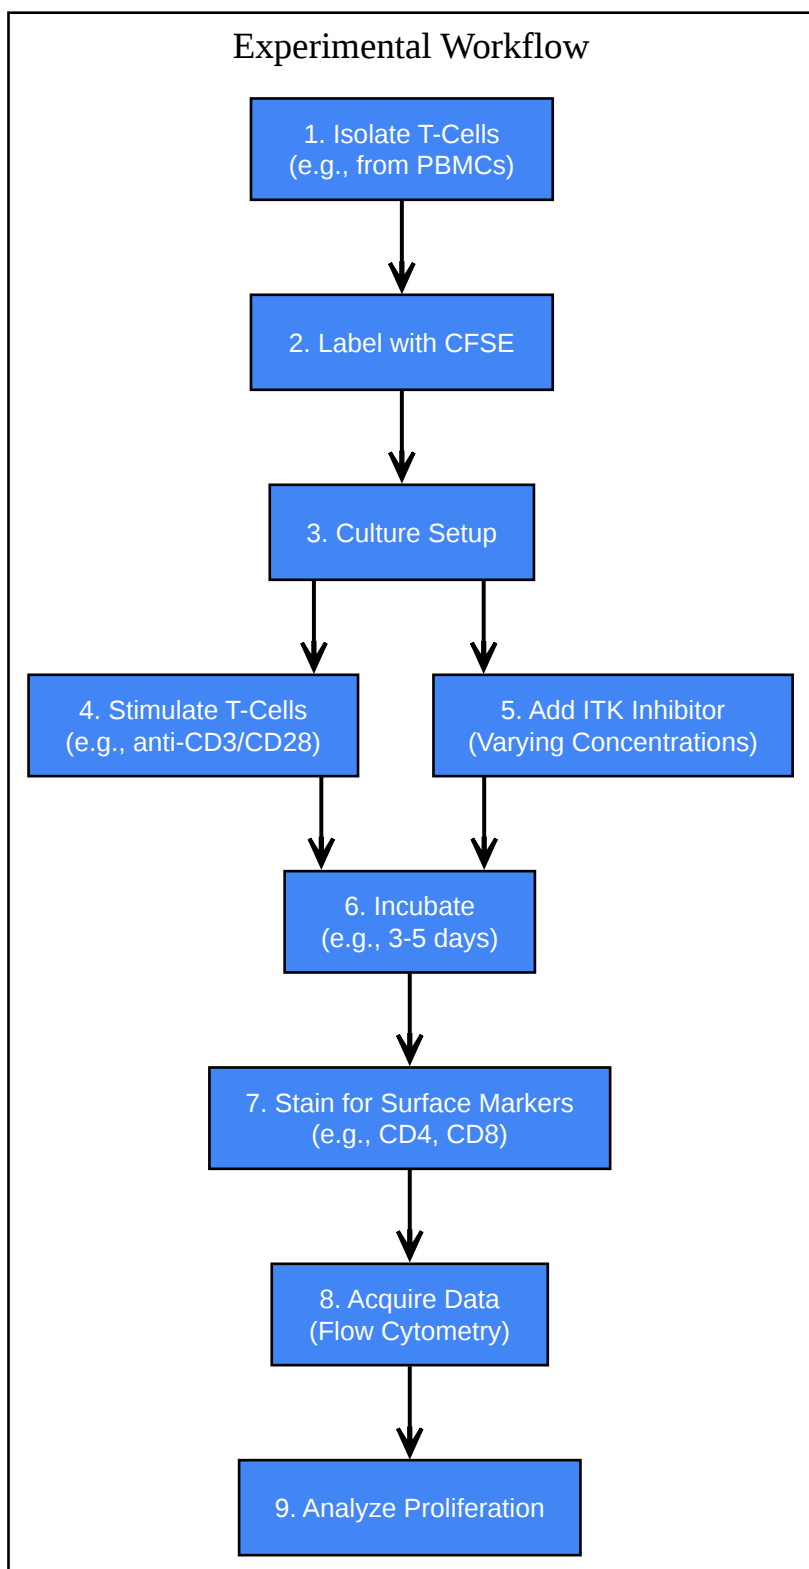 Experimental Workflow
1. Isolate T-Cells
(e.g., from PBMCs)
2. Label with CFSE
3. Culture Setup
4. Stimulate T-Cells
(e.g., anti-CD3/CD28)
5. Add ITK Inhibitor
(Varying Concentrations)
6. Incubate
(e.g., 3-5 days)
7. Stain for Surface Markers
(e.g., CD4, CD8)
8. Acquire Data
(Flow Cytometry)
9. Analyze Proliferation